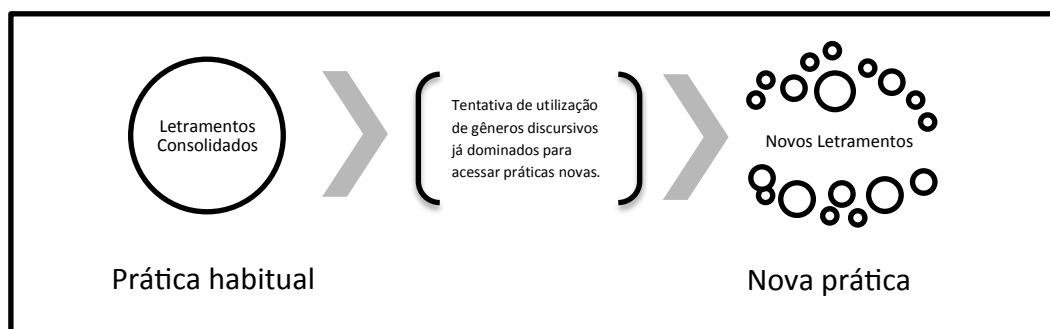 Letramentos
Consolidados
Tentativa de utilização
de gêneros discursivos
já dominados para
acessar práticas novas.
Novos Letramentos
Prática habitual
Nova prática